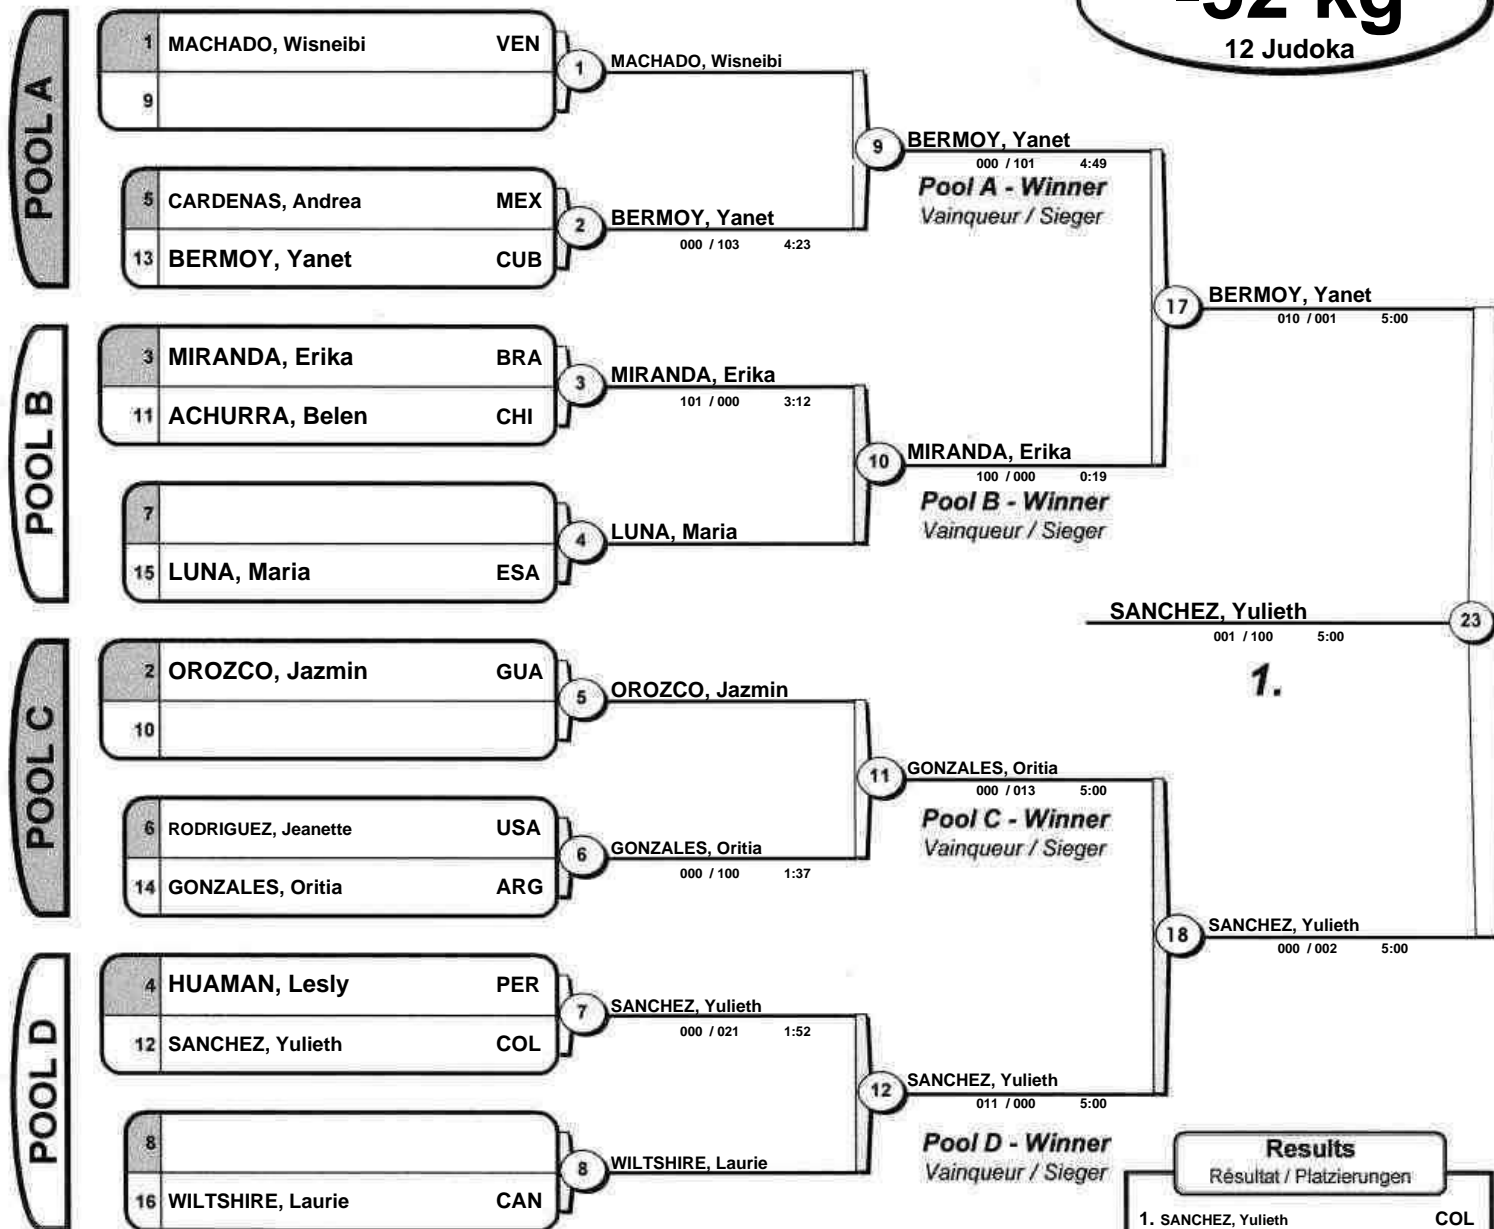 -52 kg
12 Judoka
POOL A
1 MACHADO, Wisneibi VEN
9
1 MACHADO, Wisneibi
5 CARDENAS, Andrea MEX
13 BERMOY, Yanet CUB
2 BERMOY, Yanet
000 / 103 4:23
9 BERMOY, Yanet
000 / 101 4:49
Pool A - Winner
Vainqueur / Sieger
POOL B
3 MIRANDA, Erika BRA
11 ACHURRA, Belen CHI
3 MIRANDA, Erika
101 / 000 3:12
7
15 LUNA, Maria ESA
4 LUNA, Maria
10 MIRANDA, Erika
100 / 000 0:19
Pool B - Winner
Vainqueur / Sieger
17 BERMOY, Yanet
010 / 001 5:00
SANCHEZ, Yulieth 23
001 / 100 5:00
1.
POOL C
2 OROZCO, Jazmin GUA
10
5 OROZCO, Jazmin
6 RODRIGUEZ, Jeanette USA
14 GONZALES, Oritia ARG
6 GONZALES, Oritia
000 / 100 1:37
11 GONZALES, Oritia
000 / 013 5:00
Pool C - Winner
Vainqueur / Sieger
POOL D
4 HUAMAN, Lesly PER
12 SANCHEZ, Yulieth COL
7 SANCHEZ, Yulieth
000 / 021 1:52
8
16 WILTSHIRE, Laurie CAN
8 WILTSHIRE, Laurie
12 SANCHEZ, Yulieth
011 / 000 5:00
Pool D - Winner
Vainqueur / Sieger
18 SANCHEZ, Yulieth
000 / 002 5:00
Results
Résultat / Platzierungen
1. SANCHEZ, Yulieth COL